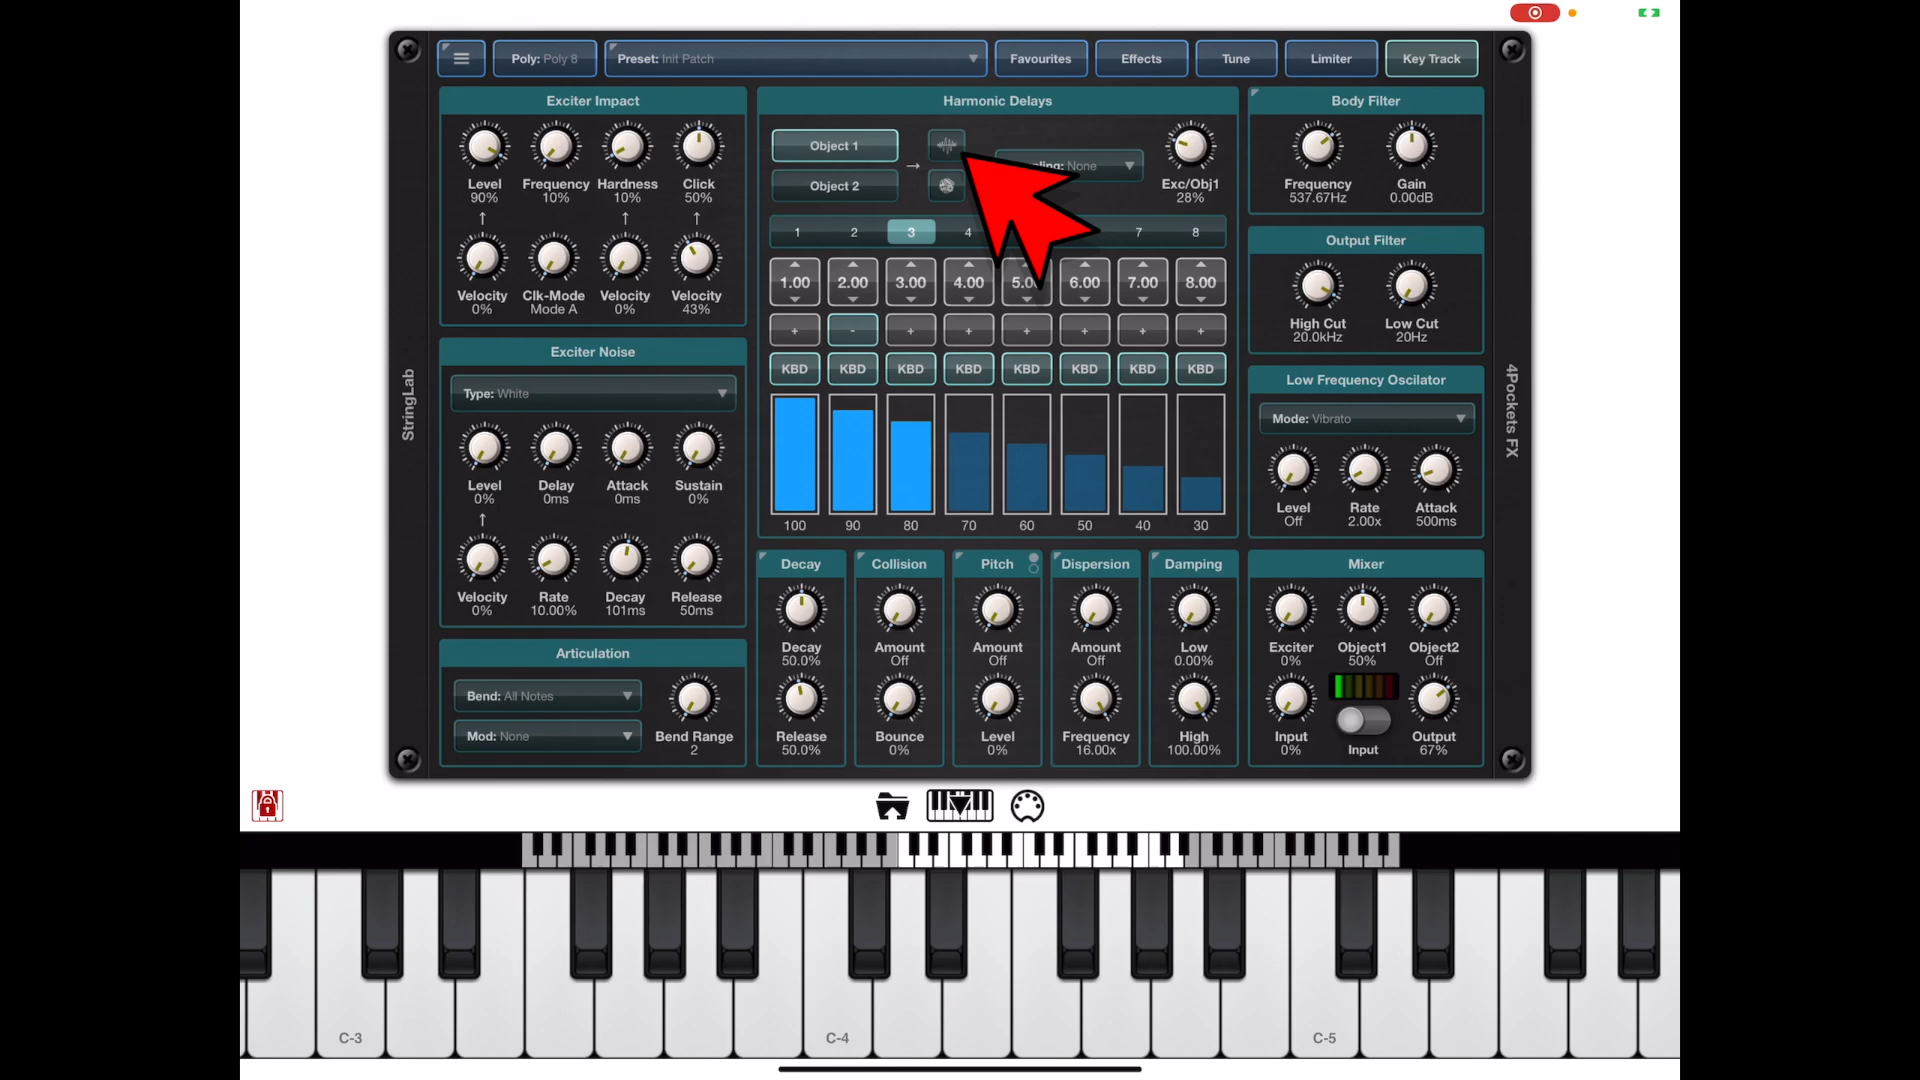 Poly: Poly 8
Preset: Init Patch
Favourites
Effects
Tune
Limiter
Key Track
Exciter Impact
Level
90%
Frequency
10%
Hardness
10%
Click
50%
Velocity
0%
Clk-Mode
Mode A
Velocity
0%
Velocity
43%
Exciter Noise
Type: White
Level
0%
Delay
0ms
Attack
0ms
Sustain
0%
Velocity
0%
Rate
10.00%
Decay
101ms
Release
50ms
Articulation
Bend: All Notes
Mod: None
Bend Range
2
Harmonic Delays
Object 1
Object 2
None
Exc/Obj1
28%
1 2 3 4 7 8
1.00 2.00 3.00 4.00 5.0 6.00 7.00 8.00
+ - + + + + + +
KBD KBD KBD KBD KBD KBD KBD KBD
100 90 80 70 60 50 40 30
Decay
Decay
50.0%
Release
50.0%
Collision
Amount
Off
Bounce
0%
Pitch
Amount
Off
Level
0%
Dispersion
Amount
Off
Frequency
16.00x
Damping
Low
0.00%
High
100.00%
Body Filter
Frequency
537.67Hz
Gain
0.00dB
Output Filter
High Cut
20.0kHz
Low Cut
20Hz
Low Frequency Oscilator
Mode: Vibrato
Level
Off
Rate
2.00x
Attack
500ms
Mixer
Exciter
0%
Object1
50%
Object2
Off
Input
0%
Input
Output
67%
StringLab
4Pockets FX
C-3
C-4
C-5